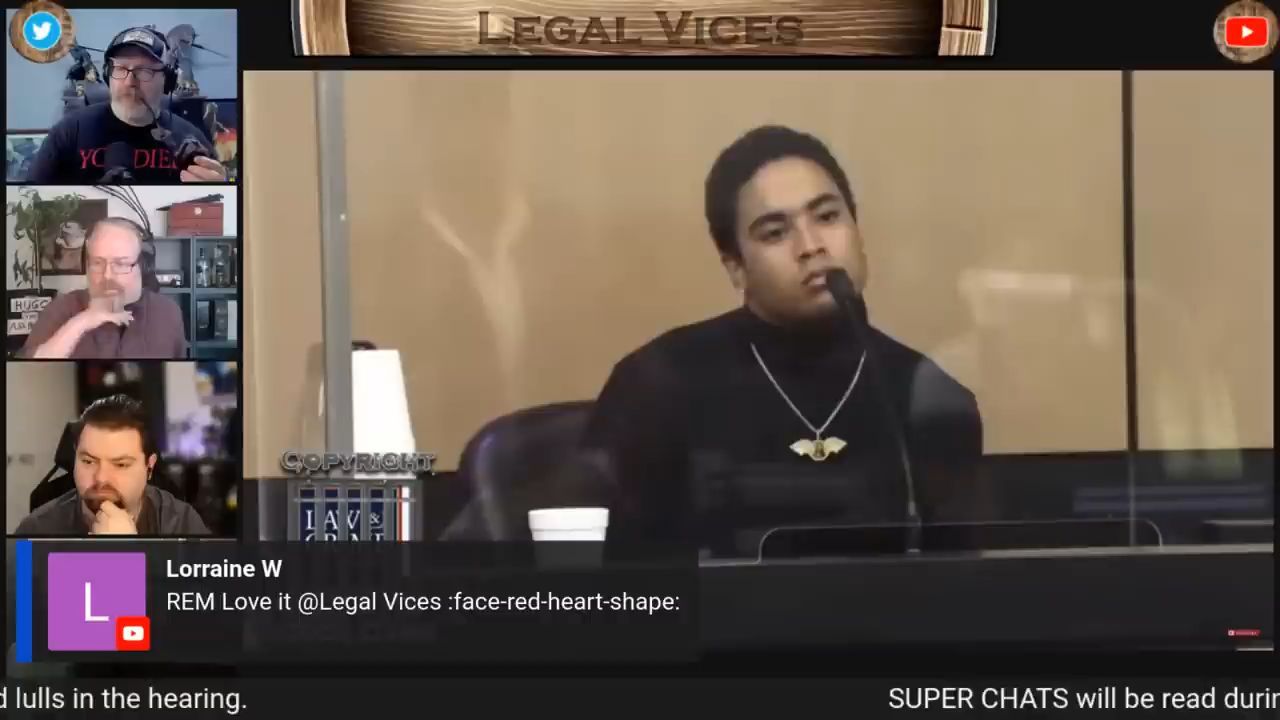 LEGAL VICES
YOU DIED
HUGO
COPYRIGHT
LAW &
CRIME
Lorraine W
REM Love it @Legal Vices :face-red-heart-shape:
L
d lulls in the hearing.
SUPER CHATS will be read durin